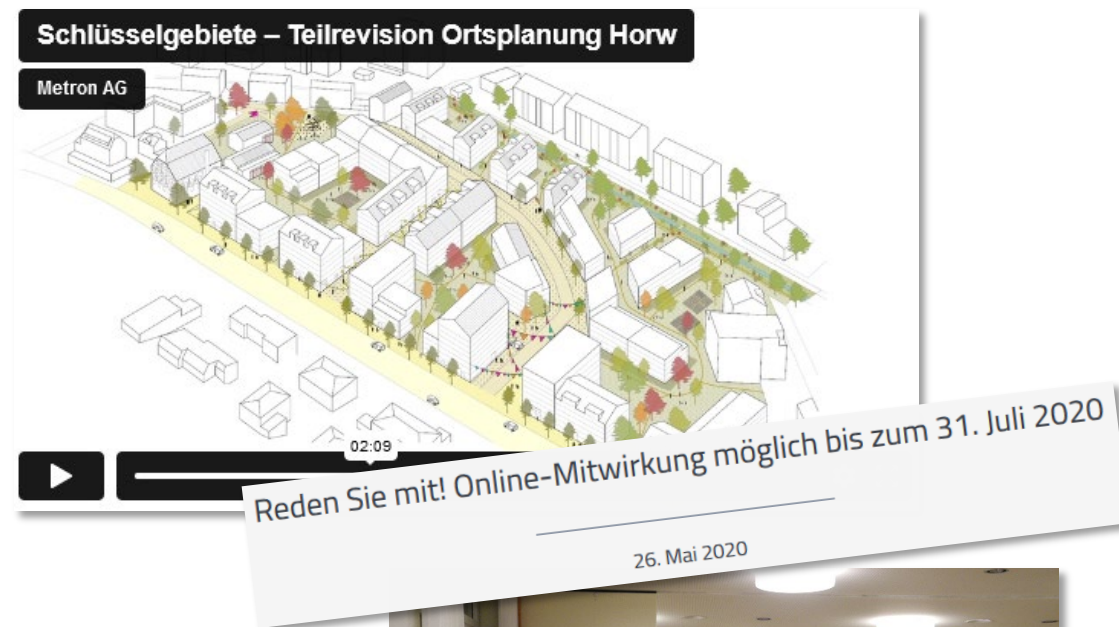 Schlüsselgebiete – Teilrevision Ortsplanung Horw
Metron AG
02:09
Reden Sie mit! Online-Mitwirkung möglich bis zum 31. Juli 2020
26. Mai 2020